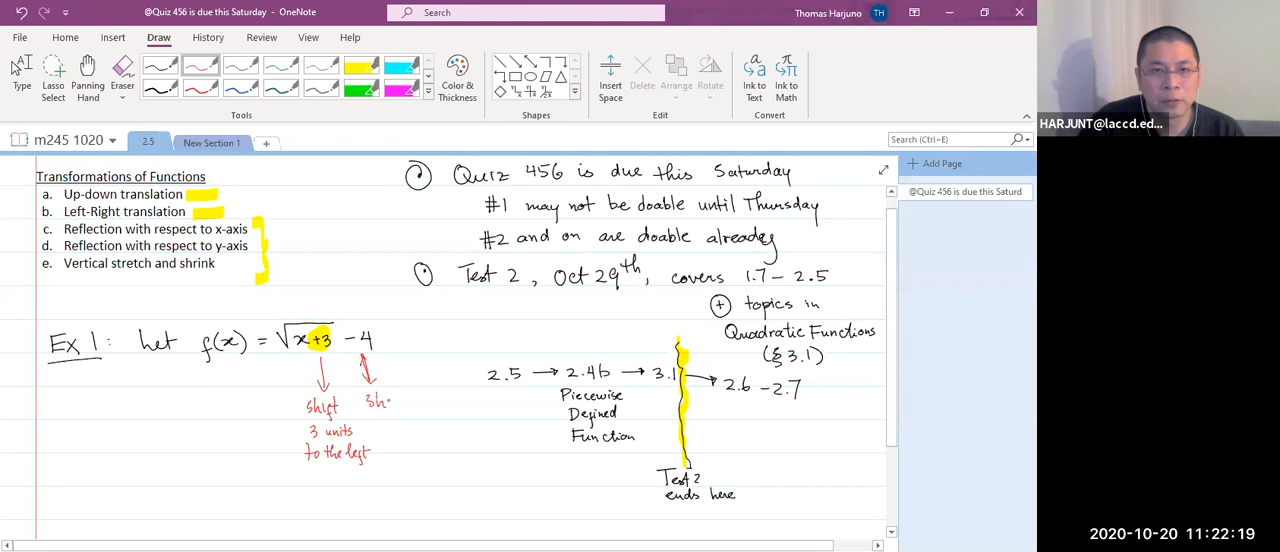 @Quiz 456 is due this Saturday - OneNote
Search
Thomas Harjuno
TH
File
Home
Insert
Draw
History
Review
View
Help
Type
Lasso Select
Panning Hand
Eraser
Color & Thickness
Insert Space
Delete
Arrange
Rotate
Ink to Text
Ink to Math
Tools
Shapes
Edit
Convert
m245 1020
2.5
New Section 1
Search (Ctrl+E)
Add Page
@Quiz 456 is due this Saturd
Transformations of Functions
a. Up-down translation
b. Left-Right translation
c. Reflection with respect to x-axis
d. Reflection with respect to y-axis
e. Vertical stretch and shrink
Quiz 456 is due this Saturday
#1 may not be doable until Thursday
#2 and on are doable already
Test 2, Oct 29th, covers 1.7 - 2.5
+ topics in
Quadratic Functions
(§ 3.1)
Ex 1: Let f(x) = √x+3 - 4
shift
3 units
to the left
2.5 → 2.4b → 3.1 → 2.6 - 2.7
Piecewise
Defined
Function
Test 2
ends here
HARJUNT@laccd.ed...
2020-10-20 11:22:19